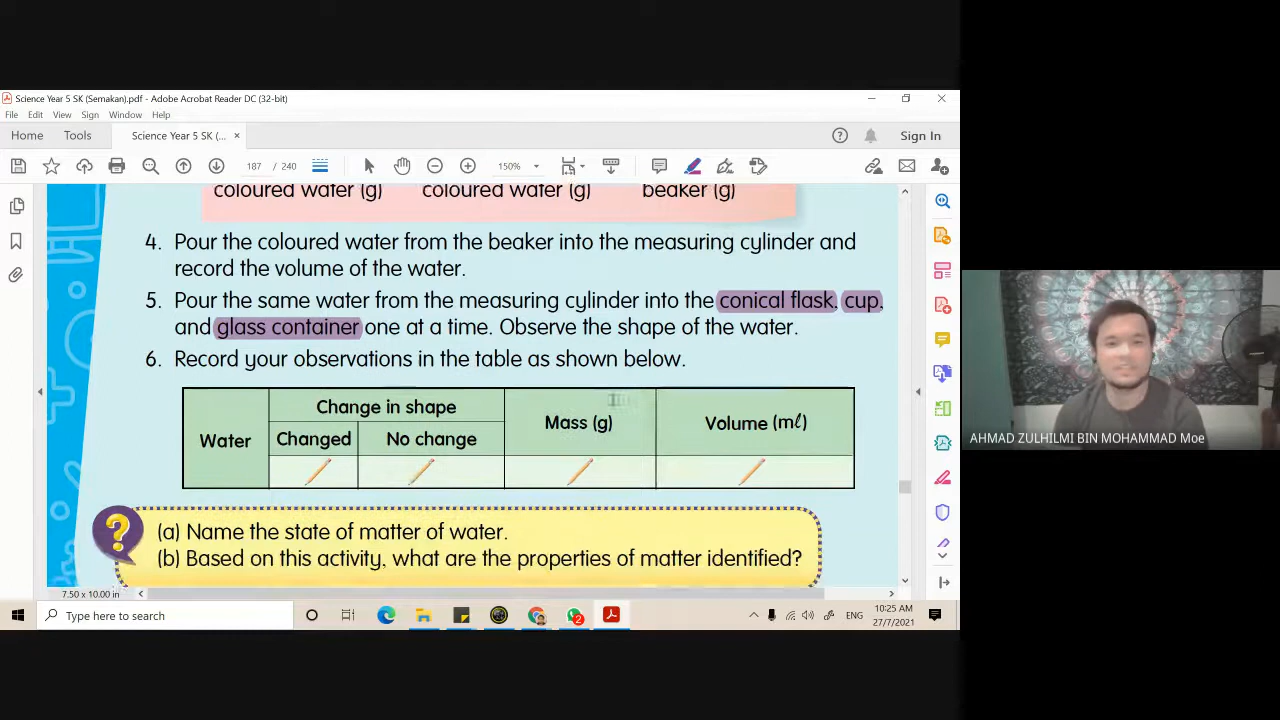 Science Year 5 SK (Semakan).pdf - Adobe Acrobat Reader DC (32-bit)
File Edit View Sign Window Help
Home Tools Science Year 5 SK (... × Sign In
187 / 240 150%
coloured water (g) coloured water (g) beaker (g)
4. Pour the coloured water from the beaker into the measuring cylinder and
record the volume of the water.
5. Pour the same water from the measuring cylinder into the conical flask, cup,
and glass container one at a time. Observe the shape of the water.
6. Record your observations in the table as shown below.
Water
Change in shape
Changed No change
Mass (g)
Volume (mℓ)
?
(a) Name the state of matter of water.
(b) Based on this activity, what are the properties of matter identified?
7.50 x 10.00 in
Type here to search
2
ENG
10:25 AM
27/7/2021
AHMAD ZULHILMI BIN MOHAMMAD Moe